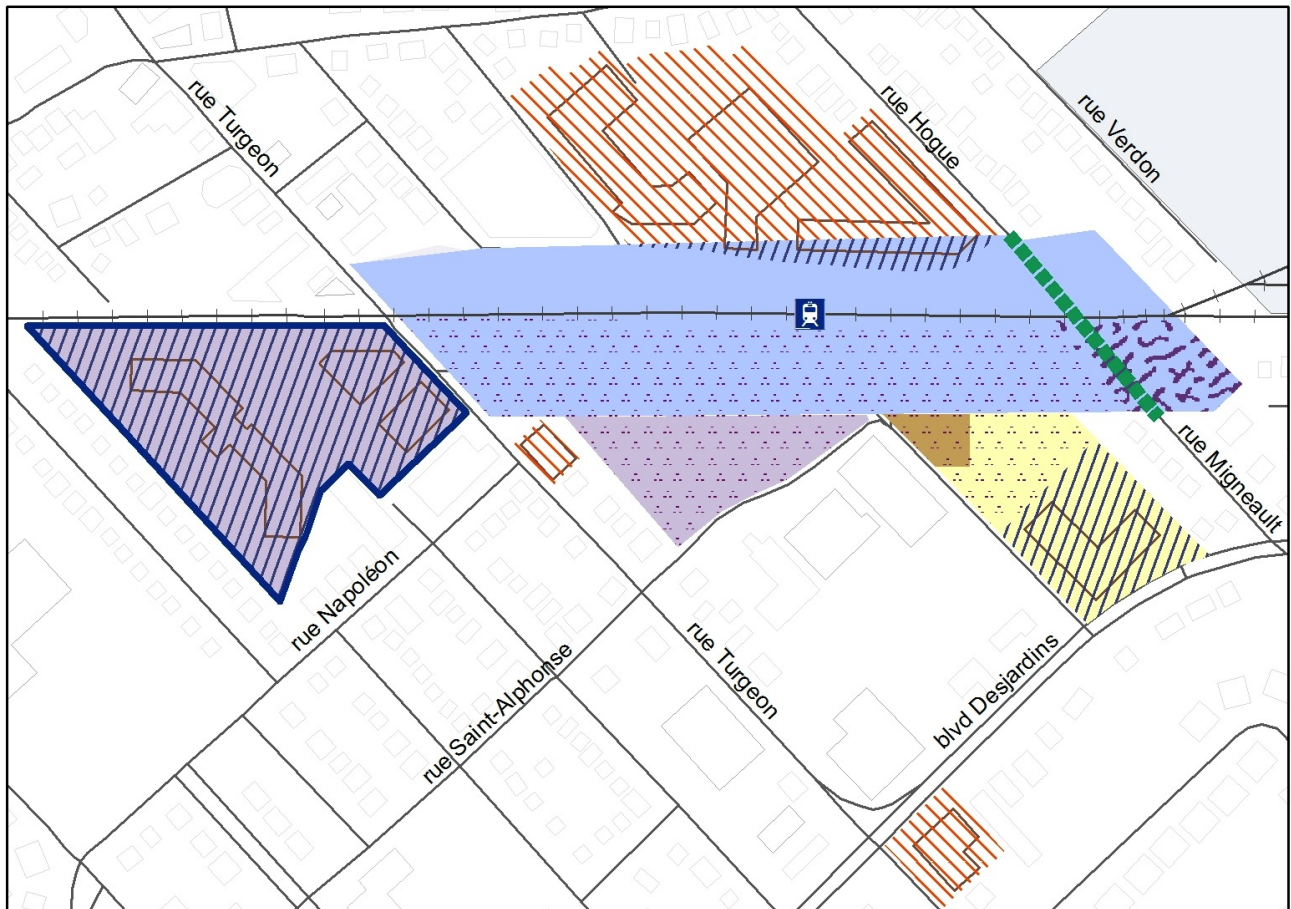 rue Turgeon
rue Hogue
rue Verdon
rue Migneault
rue Napoléon
rue Saint-Alphonse
rue Turgeon
blvd Desjardins